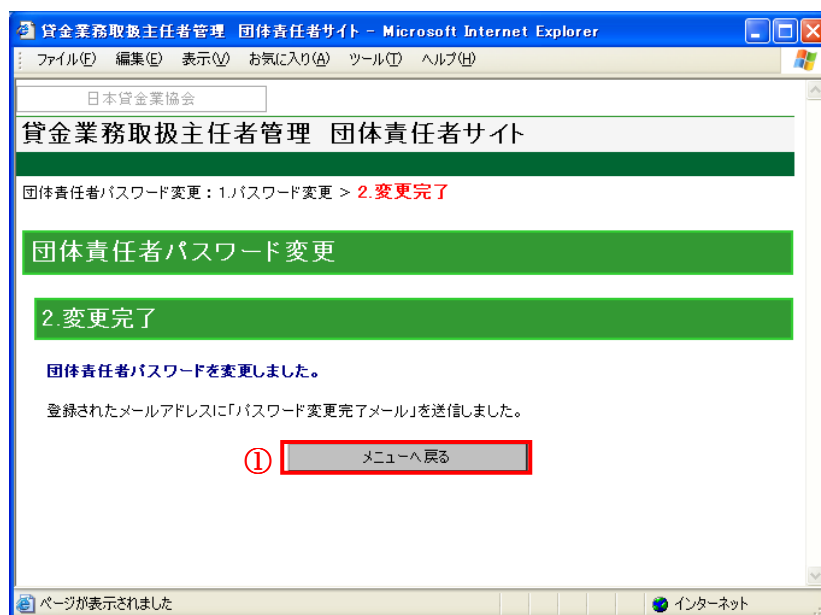 貸金業務取扱主任者管理 団体責任者サイト - Microsoft Internet Explorer
ファイル(F) 編集(E) 表示(V) お気に入り(A) ツール(T) ヘルプ(H)
日本貸金業協会
貸金業務取扱主任者管理 団体責任者サイト
団体責任者パスワード変更：1.パスワード変更 > 2.変更完了
団体責任者パスワード変更
2.変更完了
団体責任者パスワードを変更しました。
登録されたメールアドレスに「パスワード変更完了メール」を送信しました。
① メニューへ戻る
ページが表示されました インターネット